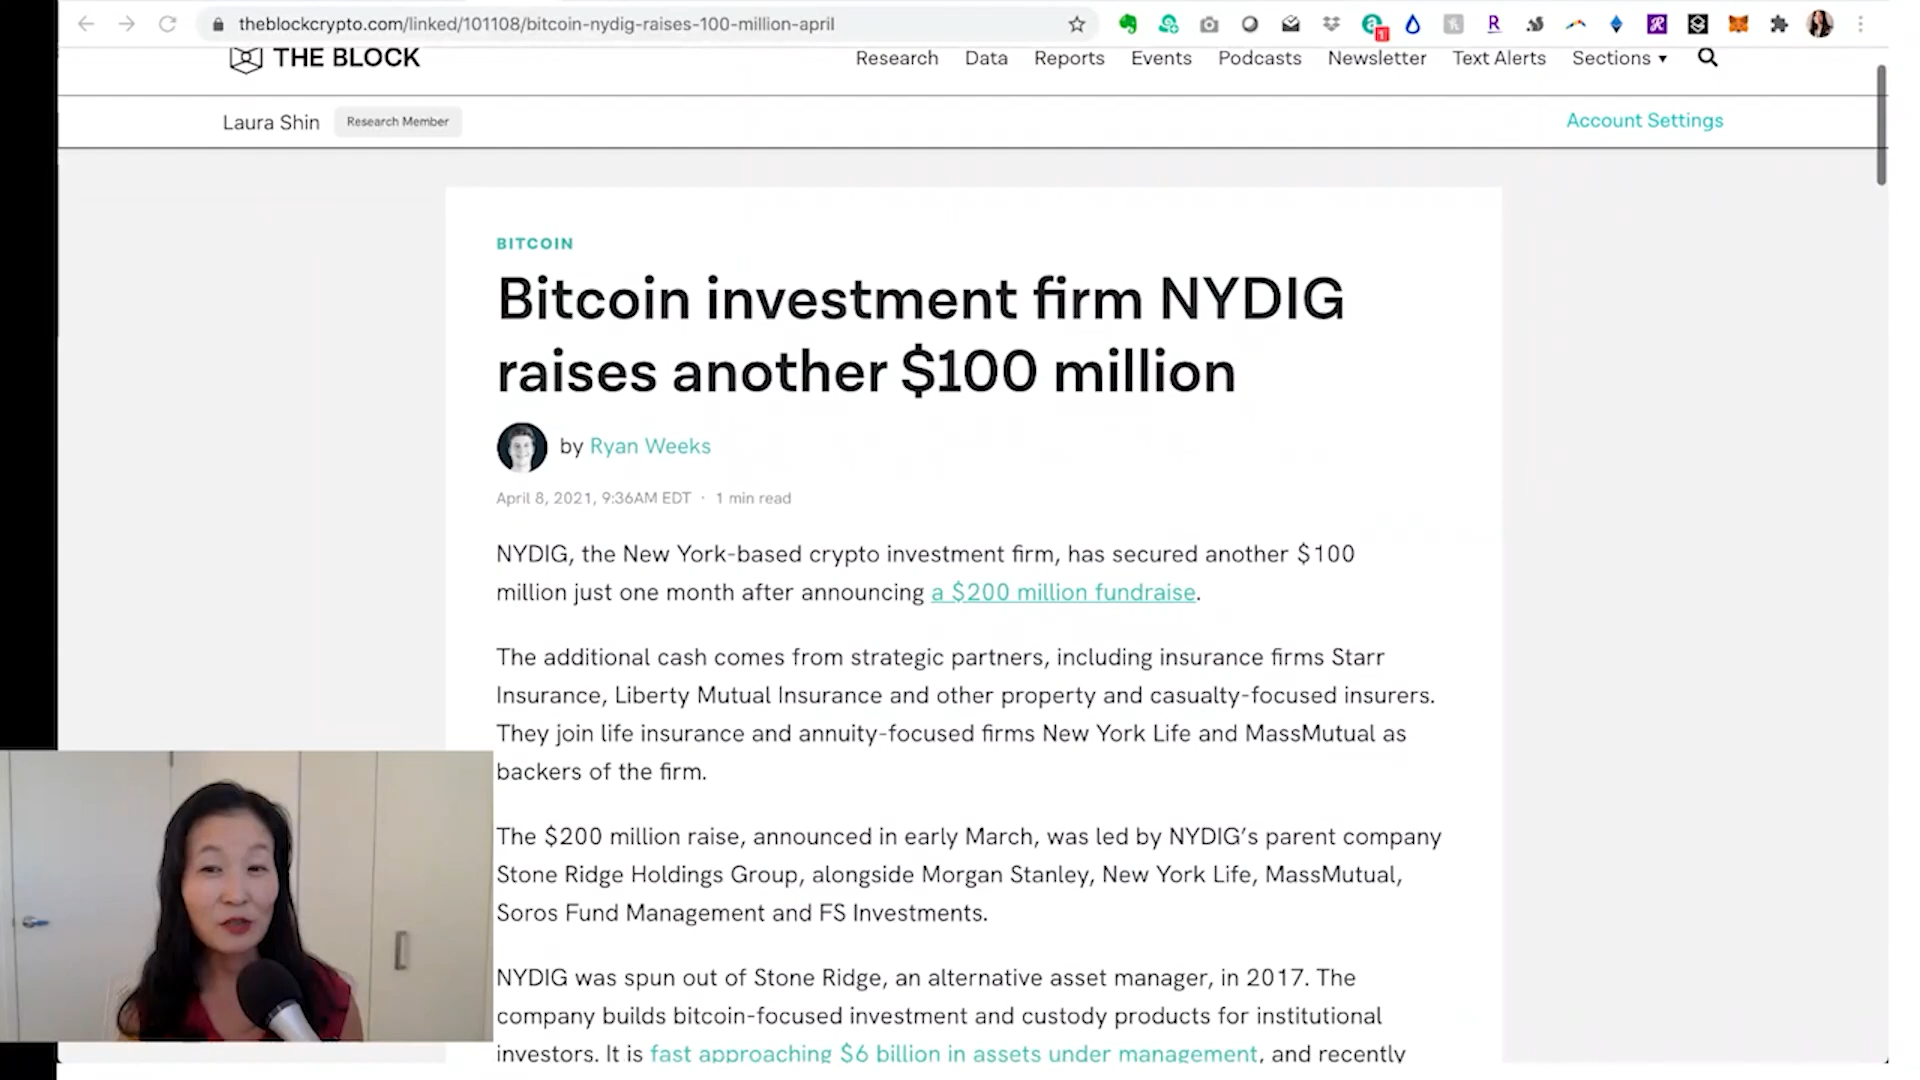 theblockcrypto.com/linked/101108/bitcoin-nydig-raises-100-million-april
THE BLOCK
Research Data Reports Events Podcasts Newsletter Text Alerts Sections ▾
Laura Shin Research Member Account Settings
BITCOIN
Bitcoin investment firm NYDIG
raises another $100 million
by Ryan Weeks
April 8, 2021, 9:36AM EDT · 1 min read
NYDIG, the New York-based crypto investment firm, has secured another $100
million just one month after announcing a $200 million fundraise.
The additional cash comes from strategic partners, including insurance firms Starr
Insurance, Liberty Mutual Insurance and other property and casualty-focused insurers.
They join life insurance and annuity-focused firms New York Life and MassMutual as
backers of the firm.
The $200 million raise, announced in early March, was led by NYDIG’s parent company
Stone Ridge Holdings Group, alongside Morgan Stanley, New York Life, MassMutual,
Soros Fund Management and FS Investments.
NYDIG was spun out of Stone Ridge, an alternative asset manager, in 2017. The
company builds bitcoin-focused investment and custody products for institutional
investors. It is fast approaching $6 billion in assets under management, and recently